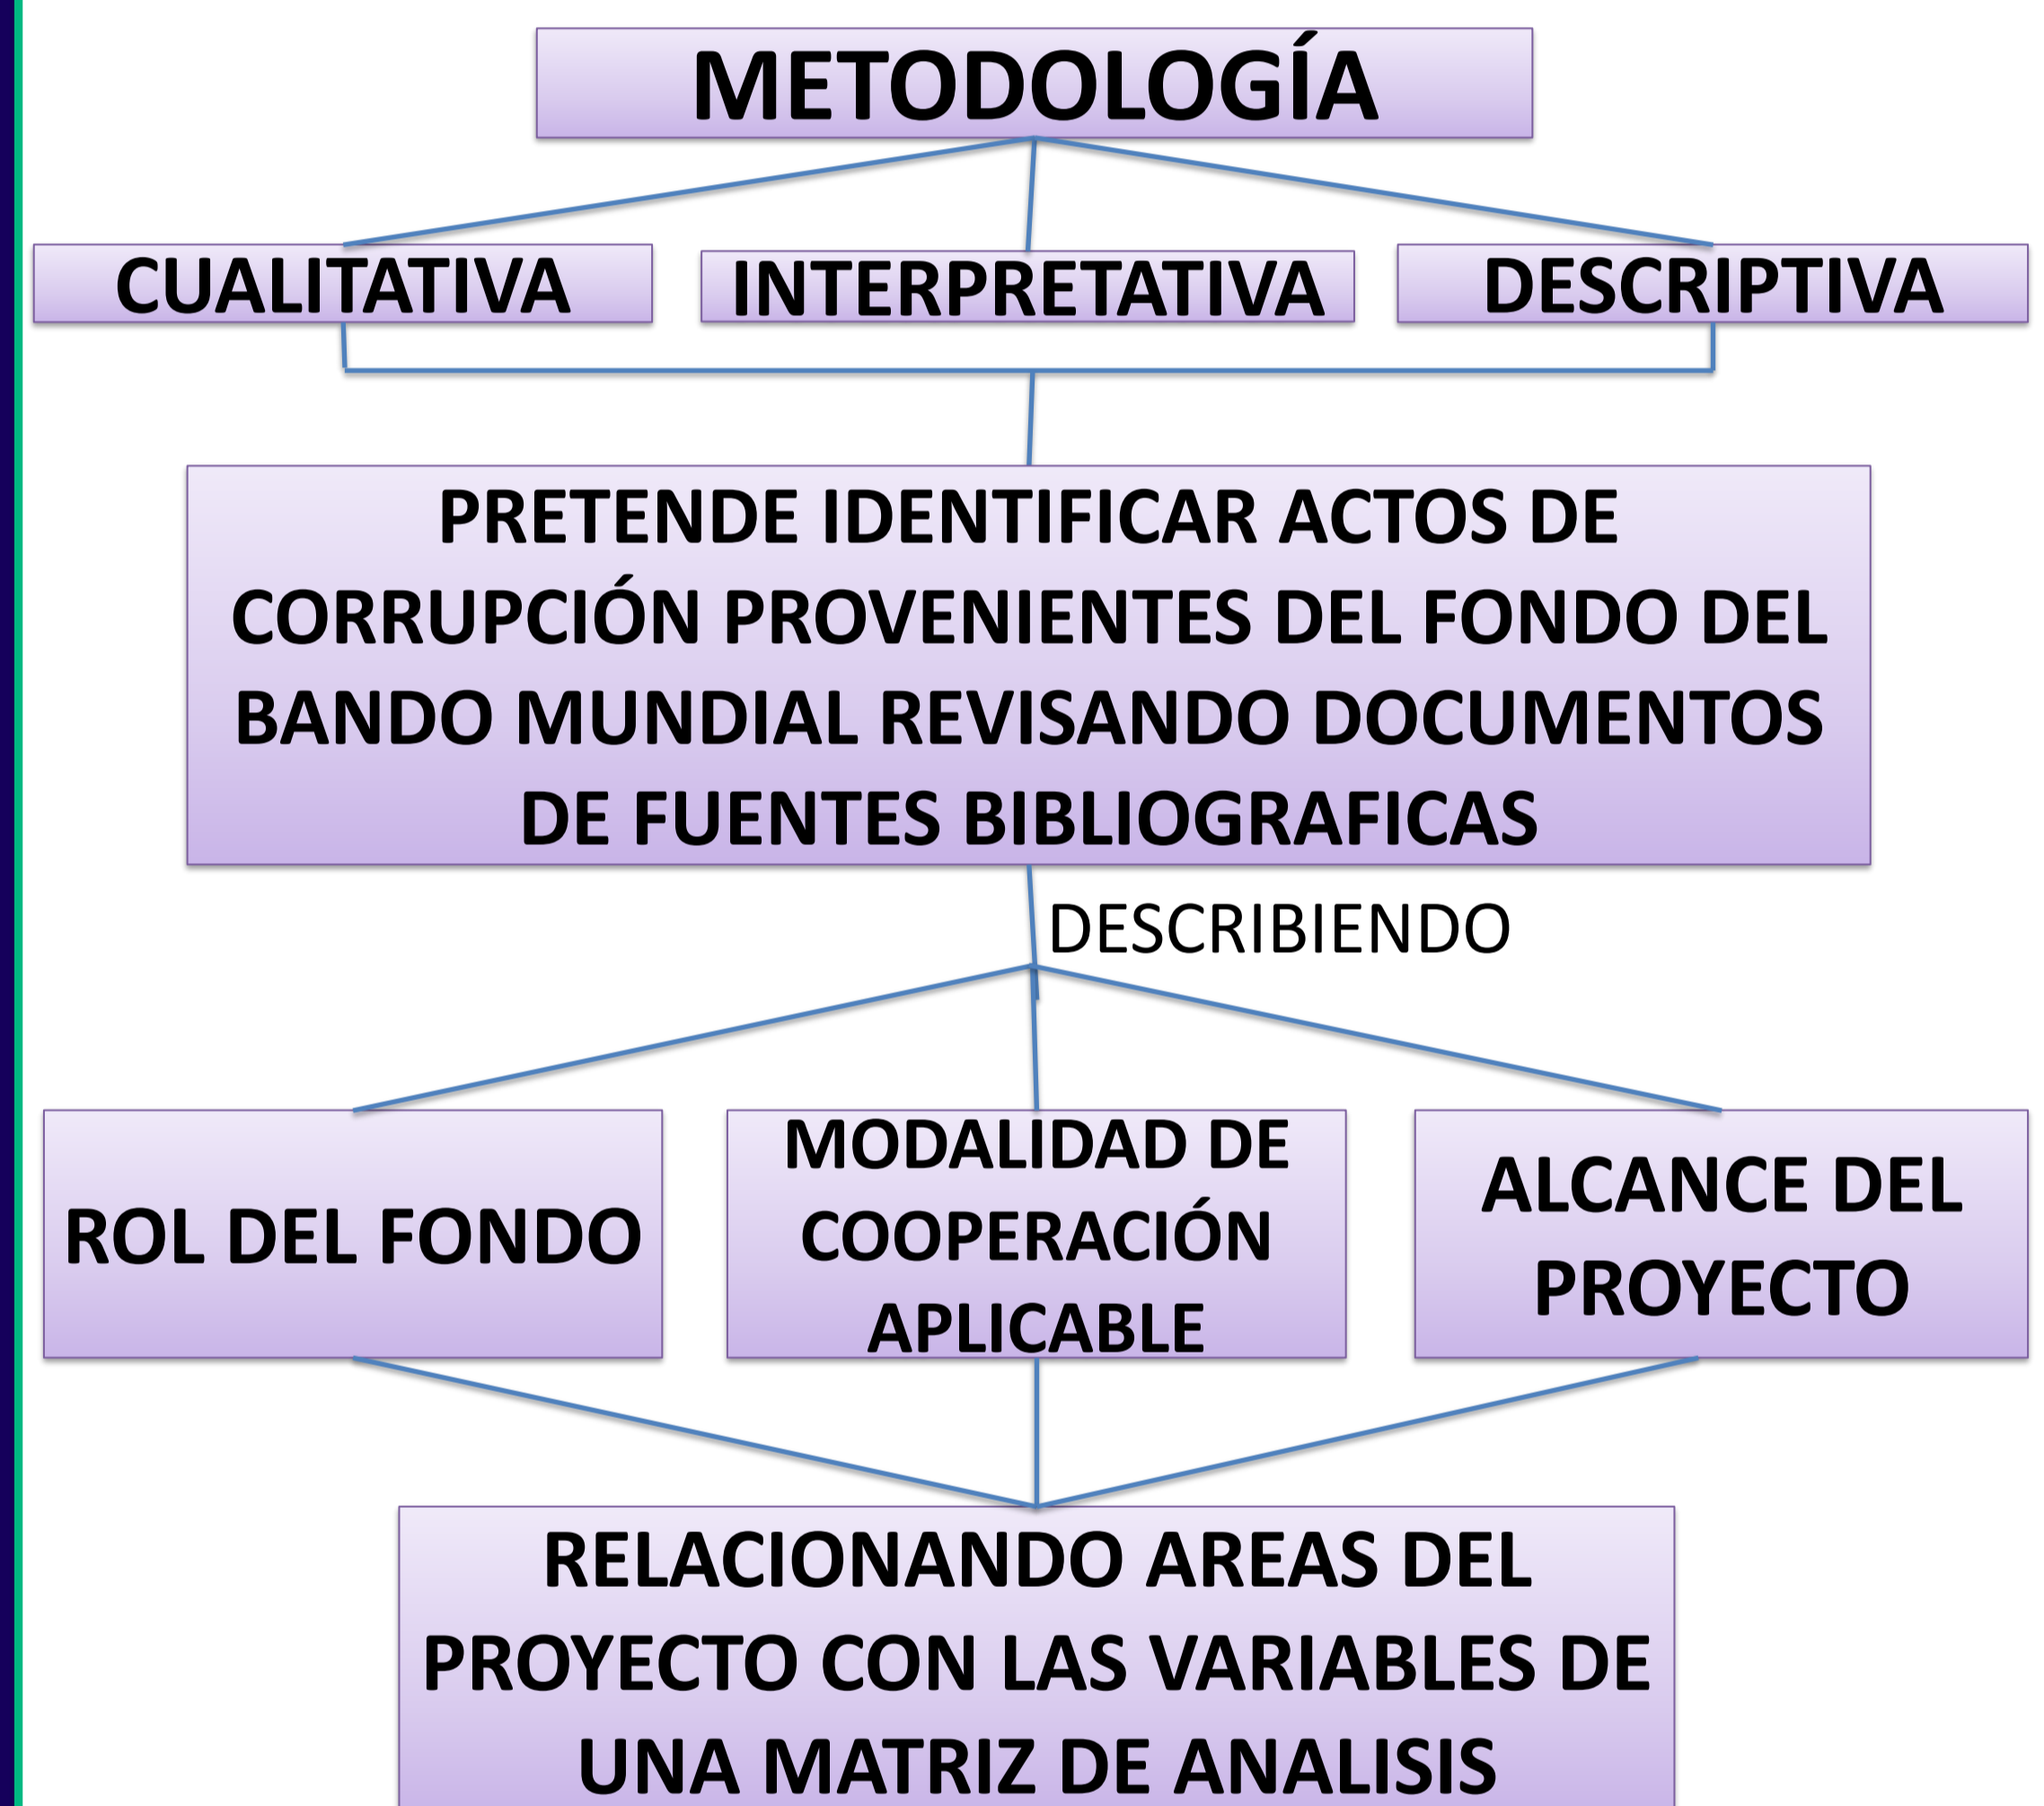 METODOLOGÍA
CUALITATIVA
INTERPRETATIVA
DESCRIPTIVA
PRETENDE IDENTIFICAR ACTOS DE
CORRUPCIÓN PROVENIENTES DEL FONDO DEL
BANDO MUNDIAL REVISANDO DOCUMENTOS
DE FUENTES BIBLIOGRAFICAS
DESCRIBIENDO
ROL DEL FONDO
MODALIDAD DE
COOPERACIÓN
APLICABLE
ALCANCE DEL
PROYECTO
RELACIONANDO AREAS DEL
PROYECTO CON LAS VARIABLES DE
UNA MATRIZ DE ANALISIS